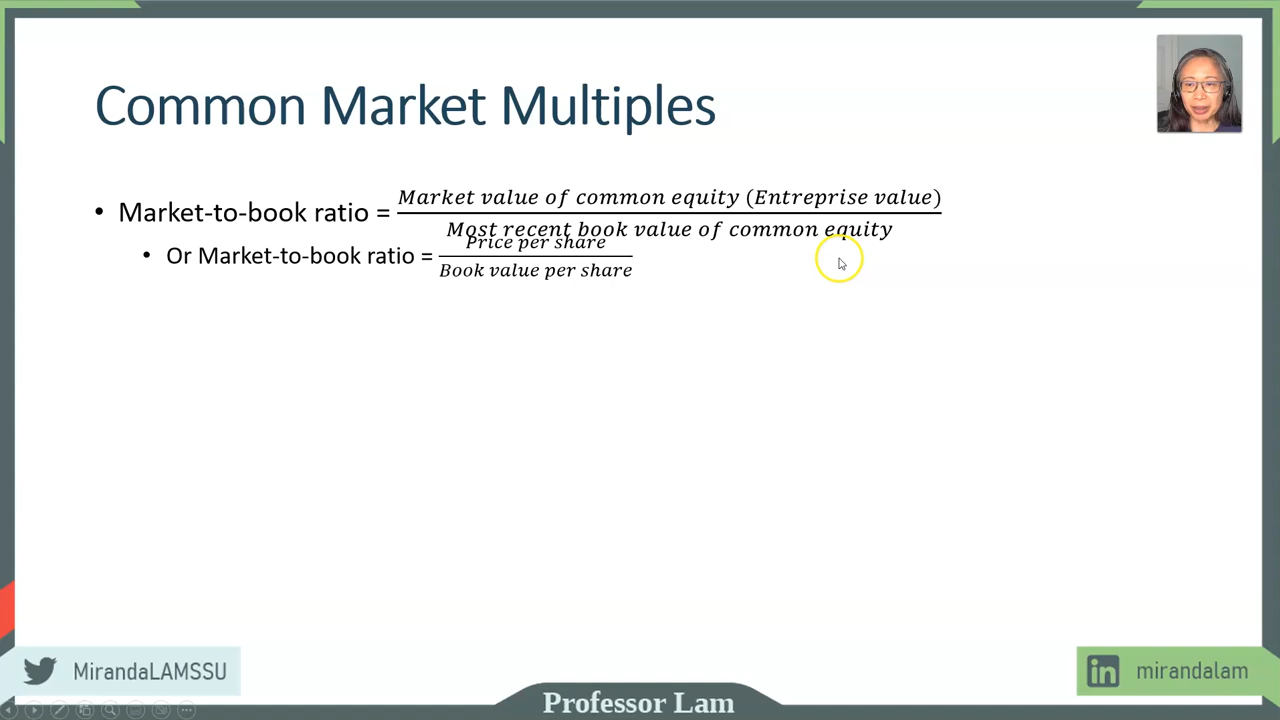 Common Market Multiples
• Market-to-book ratio = Market value of common equity (Entreprise value)
Most recent book value of common equity
• Or Market-to-book ratio = Price per share
Book value per share
MirandaLAMSSU
in mirandalam
Professor Lam